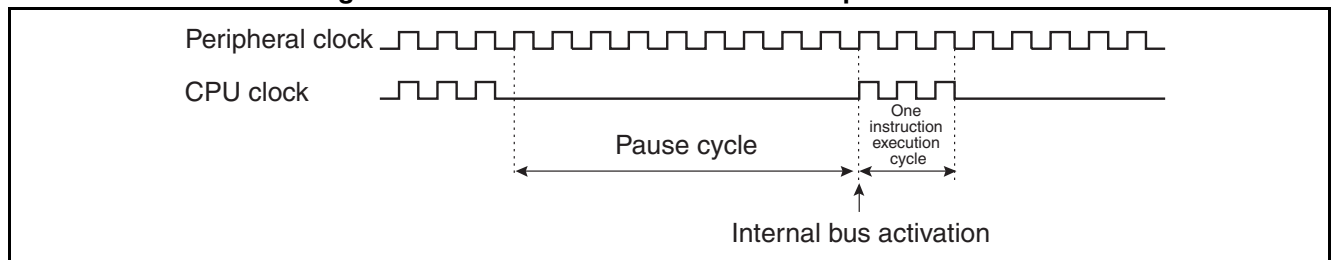 Peripheral clock
CPU clock
One
instruction
execution
cycle
Pause cycle
Internal bus activation